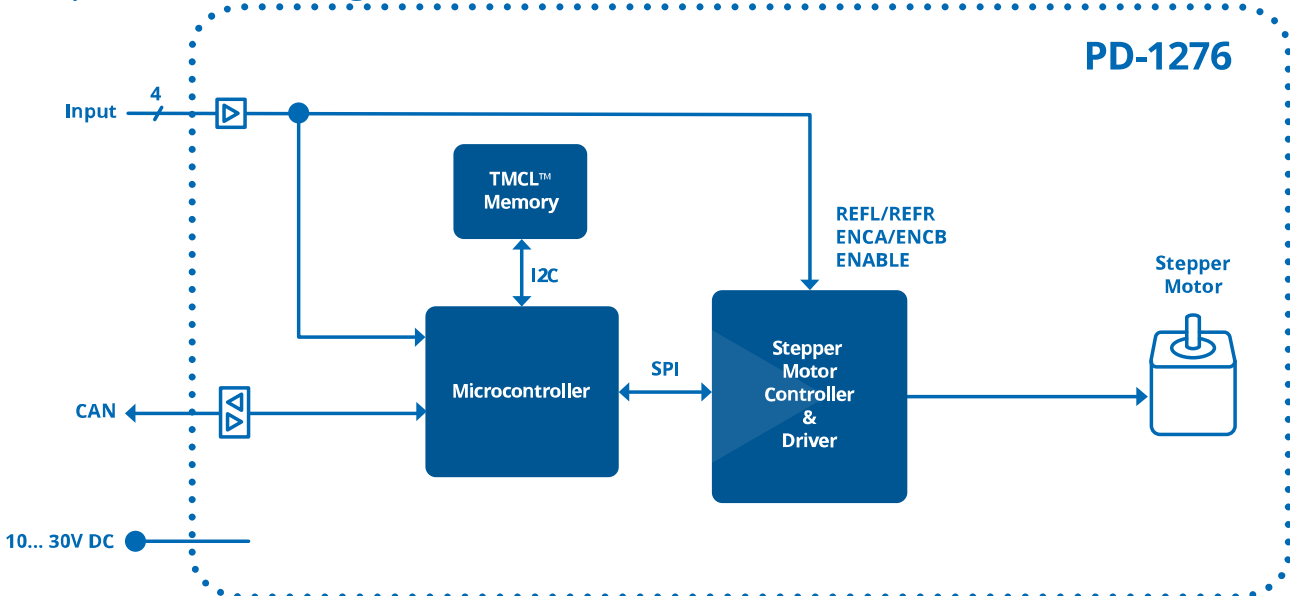 PD-1276
4
Input
TMCL™
Memory
REFL/REFR
ENCA/ENCB
ENABLE
I2C
Stepper
Motor
Microcontroller
SPI
Stepper
Motor
Controller
&
Driver
CAN
10... 30V DC